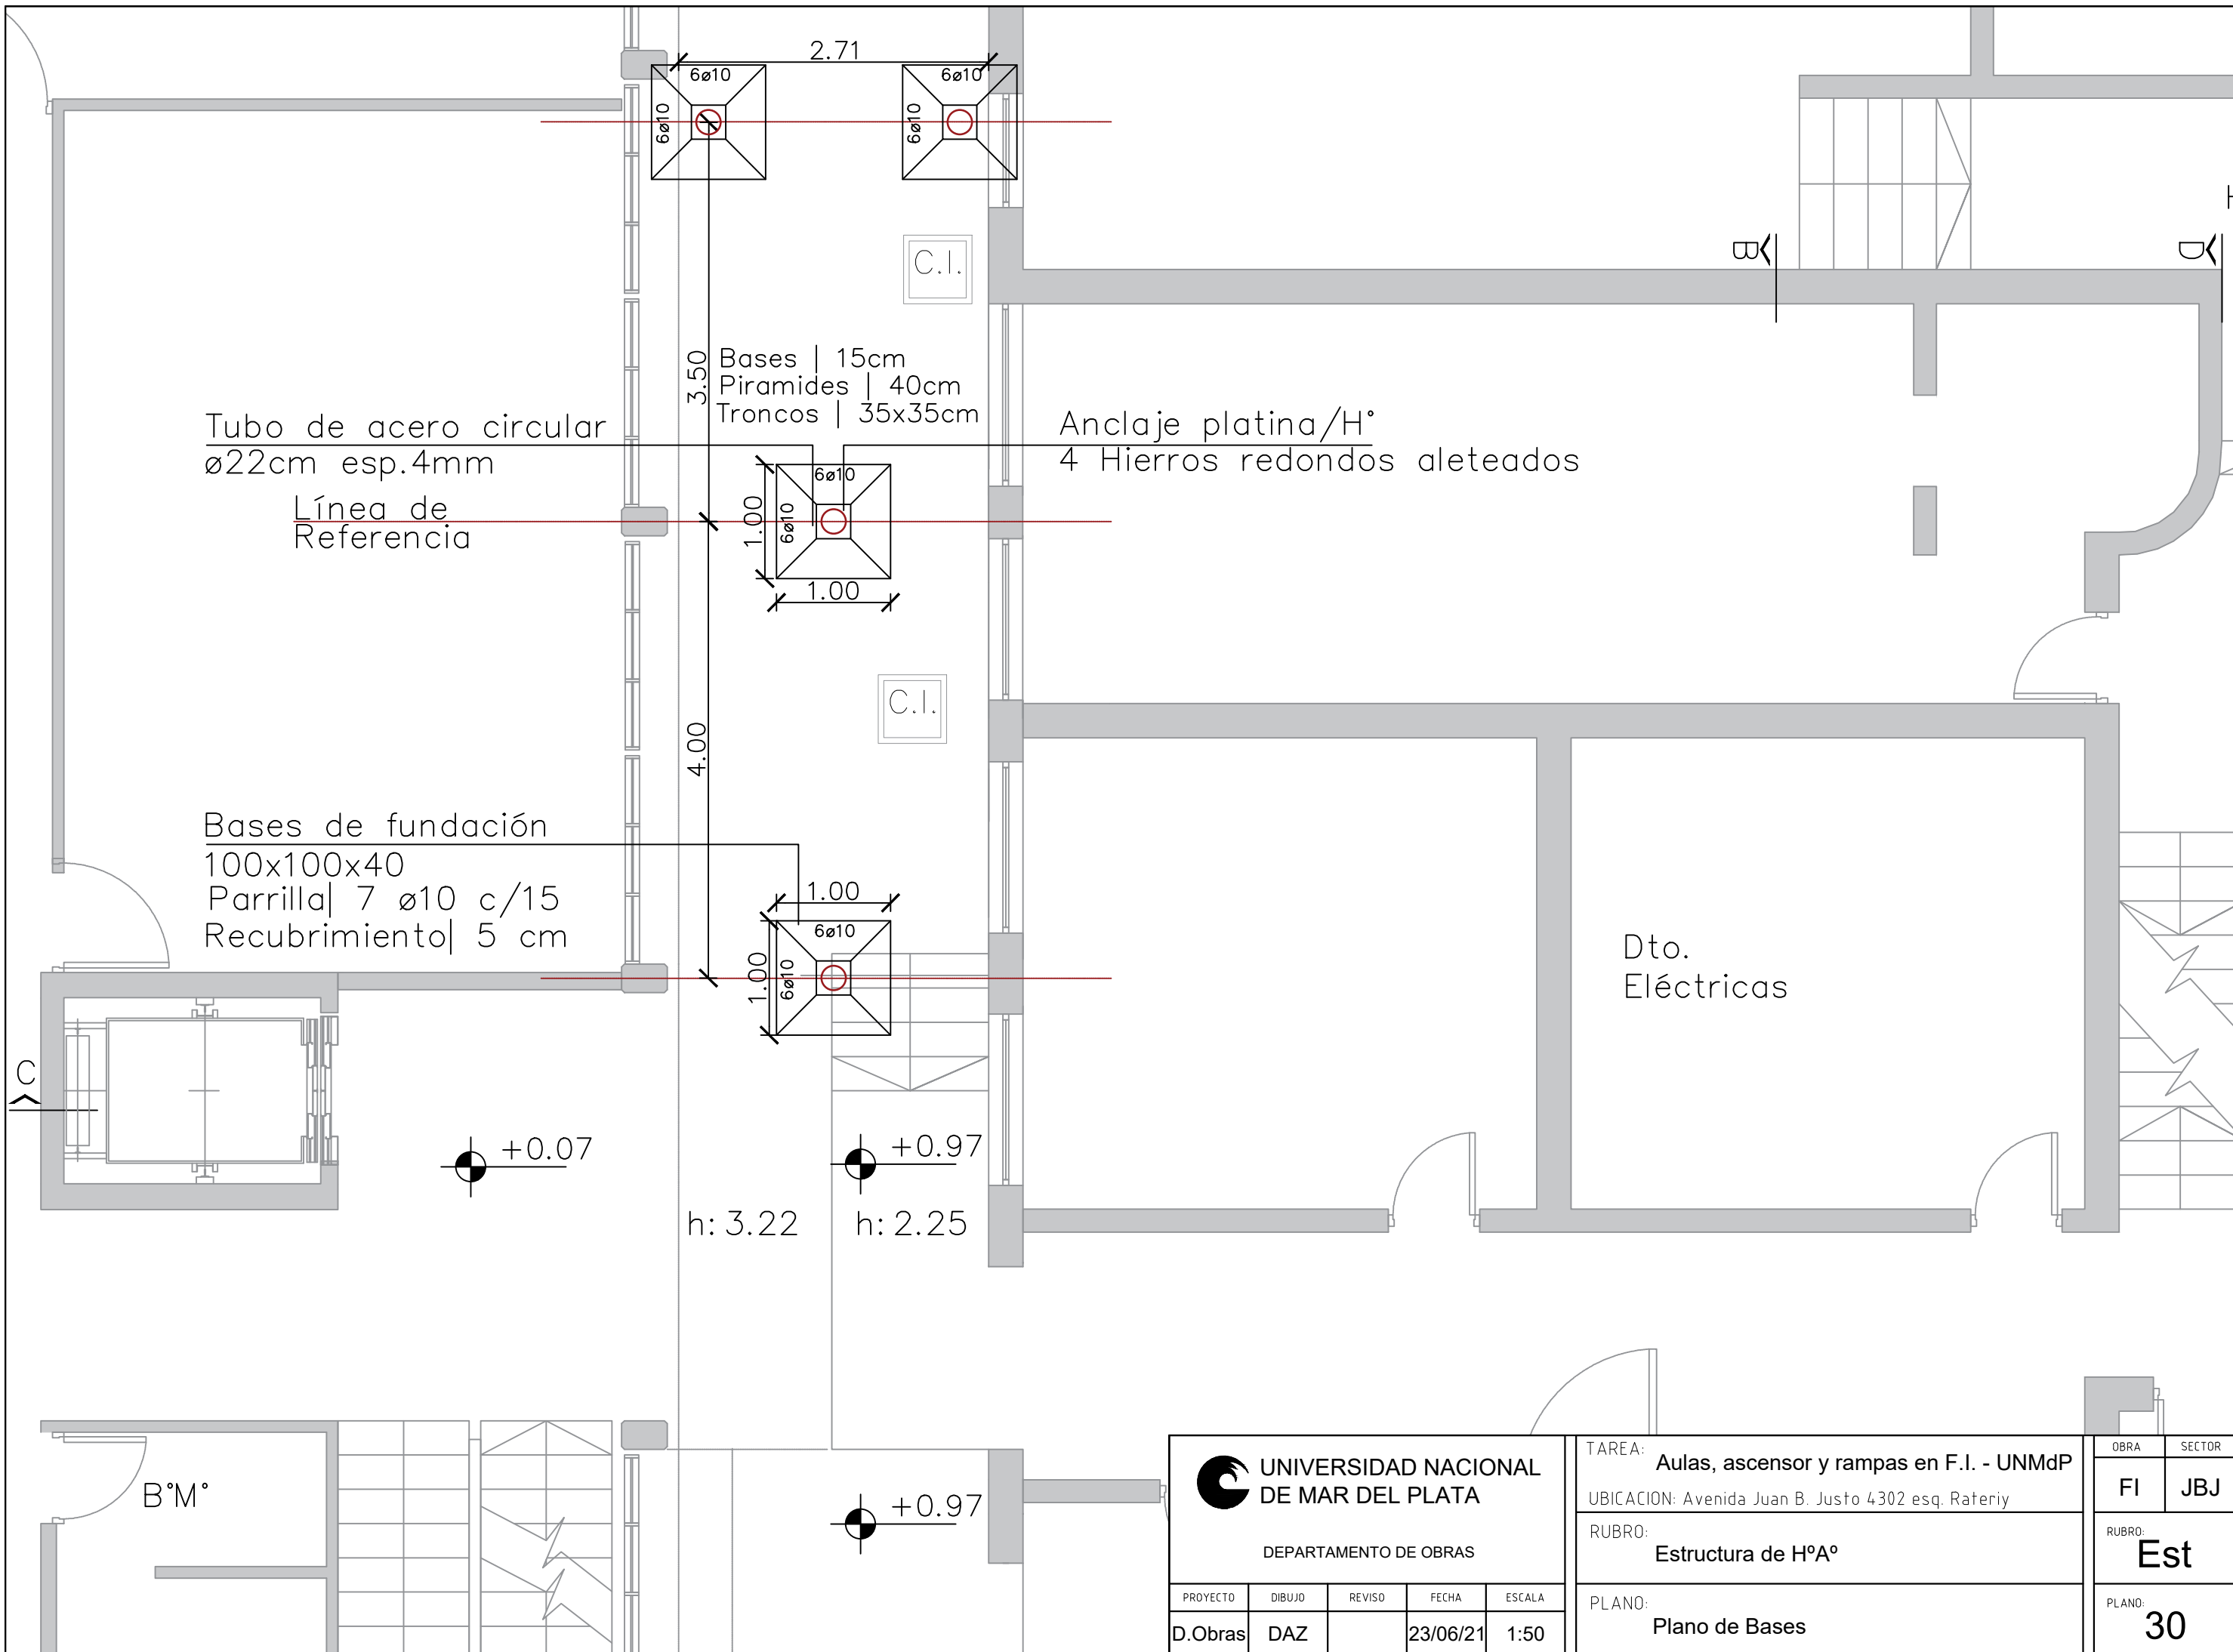 2.71
6ø10
6ø10
6ø10
6ø10
C.I.
B
D
H
3.50
Bases | 15cm
Piramides | 40cm
Troncos | 35x35cm
Tubo de acero circular
ø22cm esp.4mm
Anclaje platina/H°
4 Hierros redondos aleteados
Línea de
Referencia
6ø10
6ø10
1.00
1.00
C.I.
4.00
Bases de fundación
100x100x40
Parrilla| 7 ø10 c/15
Recubrimiento| 5 cm
1.00
6ø10
6ø10
1.00
Dto.
Eléctricas
C
+0.07
+0.97
h: 3.22
h: 2.25
B°M°
+0.97
UNIVERSIDAD NACIONAL
DE MAR DEL PLATA
DEPARTAMENTO DE OBRAS
PROYECTO DIBUJO REVISO FECHA ESCALA
D.Obras DAZ 23/06/21 1:50
TAREA: Aulas, ascensor y rampas en F.I. - UNMdP
UBICACION: Avenida Juan B. Justo 4302 esq. Rateriy
RUBRO:
Estructura de HºAº
PLANO:
Plano de Bases
OBRA SECTOR
FI JBJ
RUBRO:
Est
PLANO:
30